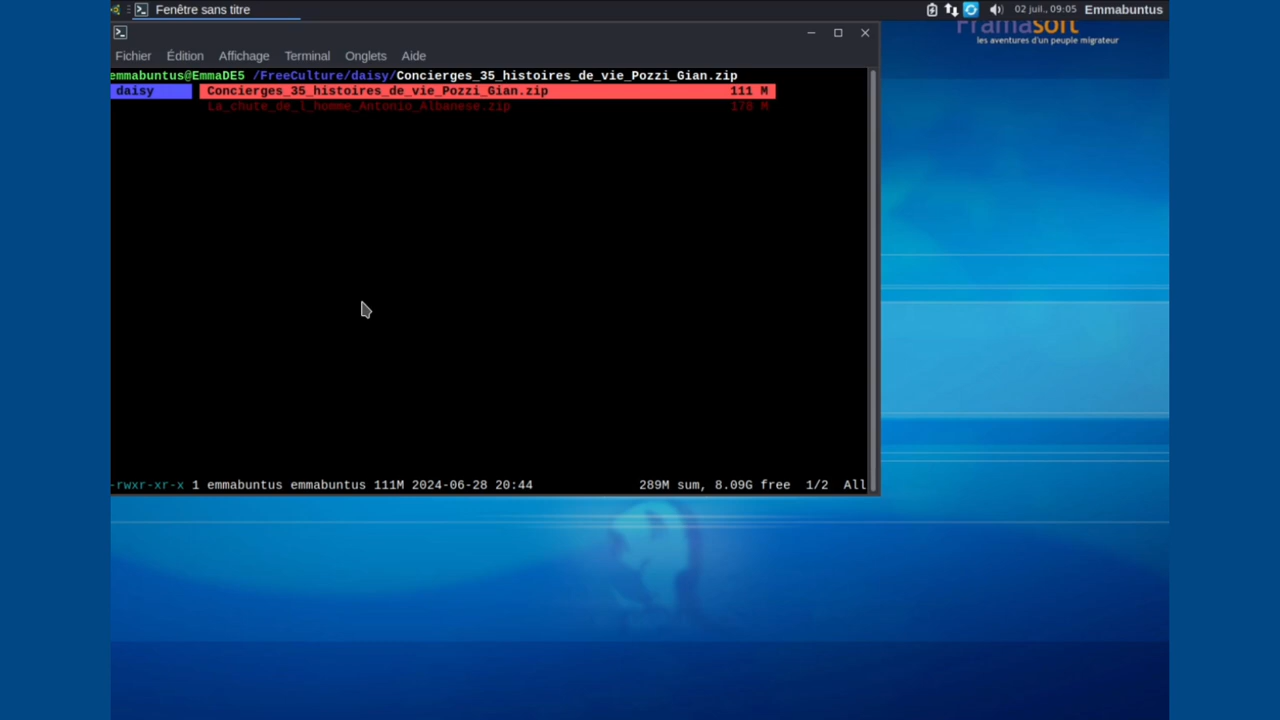 Fenêtre sans titre
02 juil., 09:05 Emmabuntus
Framasoft
les aventures d'un peuple migrateur
Fichier Édition Affichage Terminal Onglets Aide
emmabuntus@EmmaDE5 /FreeCulture/daisy/Concierges_35_histoires_de_vie_Pozzi_Gian.zip
daisy Concierges_35_histoires_de_vie_Pozzi_Gian.zip 111 M
La_chute_de_l_homme_Antonio_Albanese.zip 178 M
-rwxr-xr-x 1 emmabuntus emmabuntus 111M 2024-06-28 20:44 289M sum, 8.09G free 1/2 All